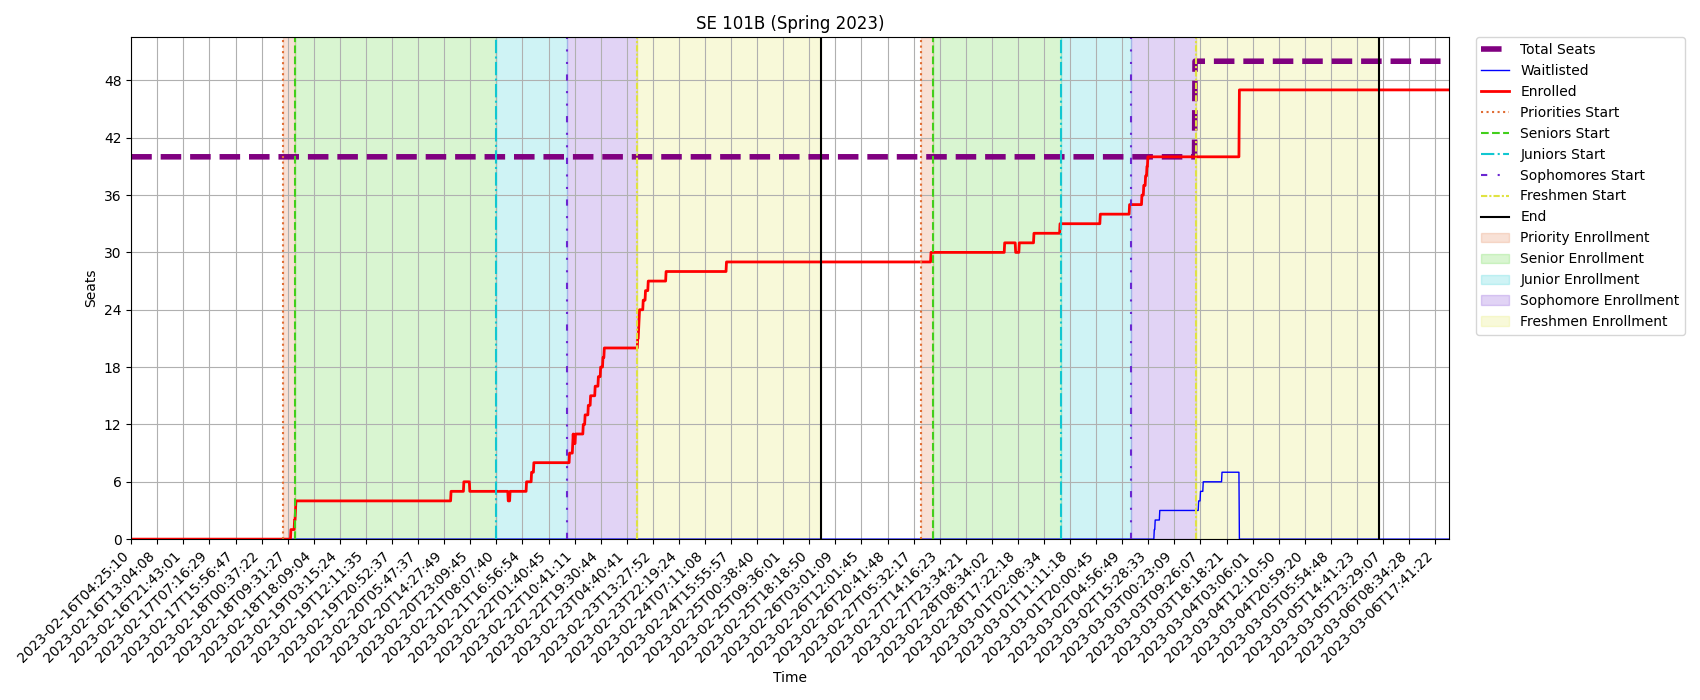 SE 101B (Spring 2023)
Seats
48
42
36
30
24
18
12
6
0
2023-02-16T04:25:10
2023-02-16T13:04:08
2023-02-16T21:43:01
2023-02-17T07:16:29
2023-02-17T15:56:47
2023-02-18T00:37:22
2023-02-18T09:31:27
2023-02-18T18:09:04
2023-02-19T03:15:24
2023-02-19T12:11:35
2023-02-19T20:52:37
2023-02-20T05:47:37
2023-02-20T14:27:49
2023-02-20T23:09:45
2023-02-21T08:07:40
2023-02-21T16:56:54
2023-02-22T01:40:45
2023-02-22T10:41:11
2023-02-22T19:30:44
2023-02-23T04:40:41
2023-02-23T13:27:52
2023-02-23T22:19:24
2023-02-24T07:11:08
2023-02-24T15:55:57
2023-02-25T00:38:40
2023-02-25T09:36:01
2023-02-25T18:18:50
2023-02-26T03:01:09
2023-02-26T12:01:45
2023-02-26T20:41:48
2023-02-27T05:32:17
2023-02-27T14:16:23
2023-02-27T23:34:21
2023-02-28T08:34:02
2023-02-28T17:22:18
2023-03-01T02:08:34
2023-03-01T11:11:18
2023-03-01T20:00:45
2023-03-02T04:56:49
2023-03-02T15:28:33
2023-03-03T00:23:09
2023-03-03T09:26:07
2023-03-03T18:18:21
2023-03-04T03:06:01
2023-03-04T12:10:50
2023-03-04T20:59:20
2023-03-05T05:54:48
2023-03-05T14:41:23
2023-03-05T23:29:07
2023-03-06T08:34:28
2023-03-06T17:41:22
Time
Total Seats
Waitlisted
Enrolled
Priorities Start
Seniors Start
Juniors Start
Sophomores Start
Freshmen Start
End
Priority Enrollment
Senior Enrollment
Junior Enrollment
Sophomore Enrollment
Freshmen Enrollment